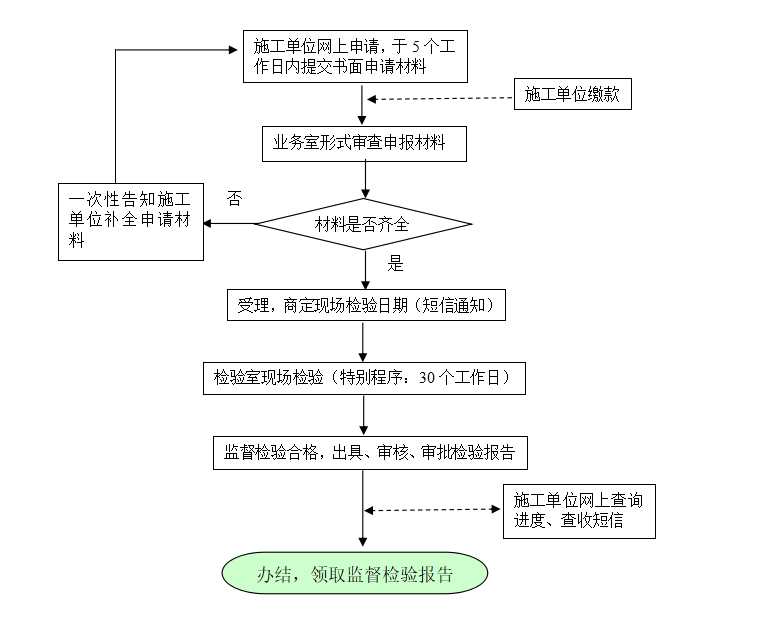 施工单位网上申请，于 5 个工
作日内提交书面申请材料
施工单位缴款
业务室形式审查申报材料
一次性告知施工
单位补全申请材
料
否
材料是否齐全
是
受理，商定现场检验日期（短信通知）
检验室现场检验（特别程序：30 个工作日）
监督检验合格，出具、审核、审批检验报告
施工单位网上查询
进度、查收短信
办结，领取监督检验报告